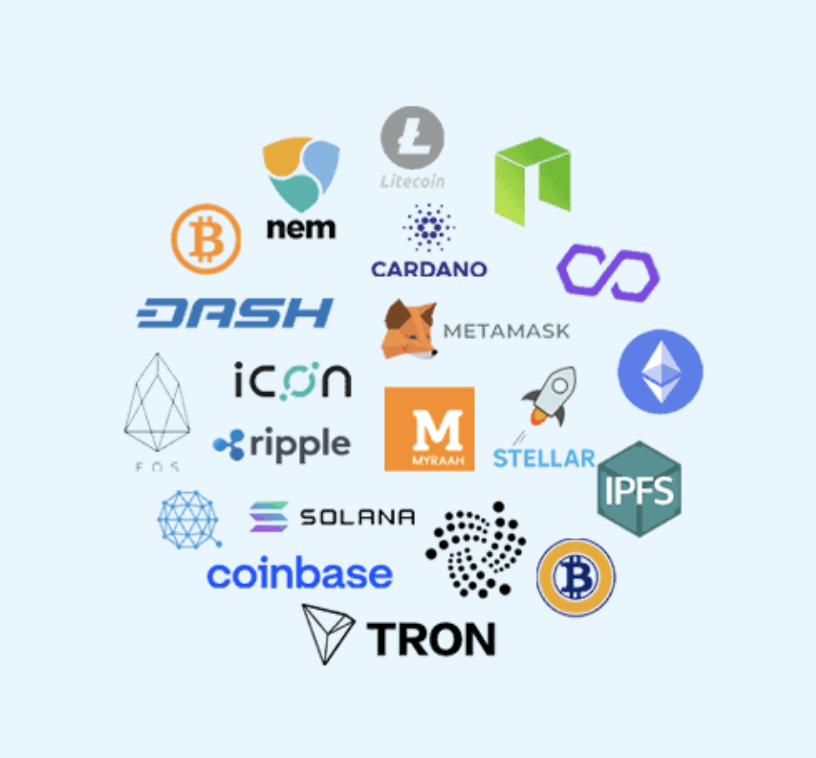 Litecoin
nem
CARDANO
DASH
METAMASK
icon
M
MYRAAH
ripple
STELLAR
EOS
IPFS
SOLANA
coinbase
TRON